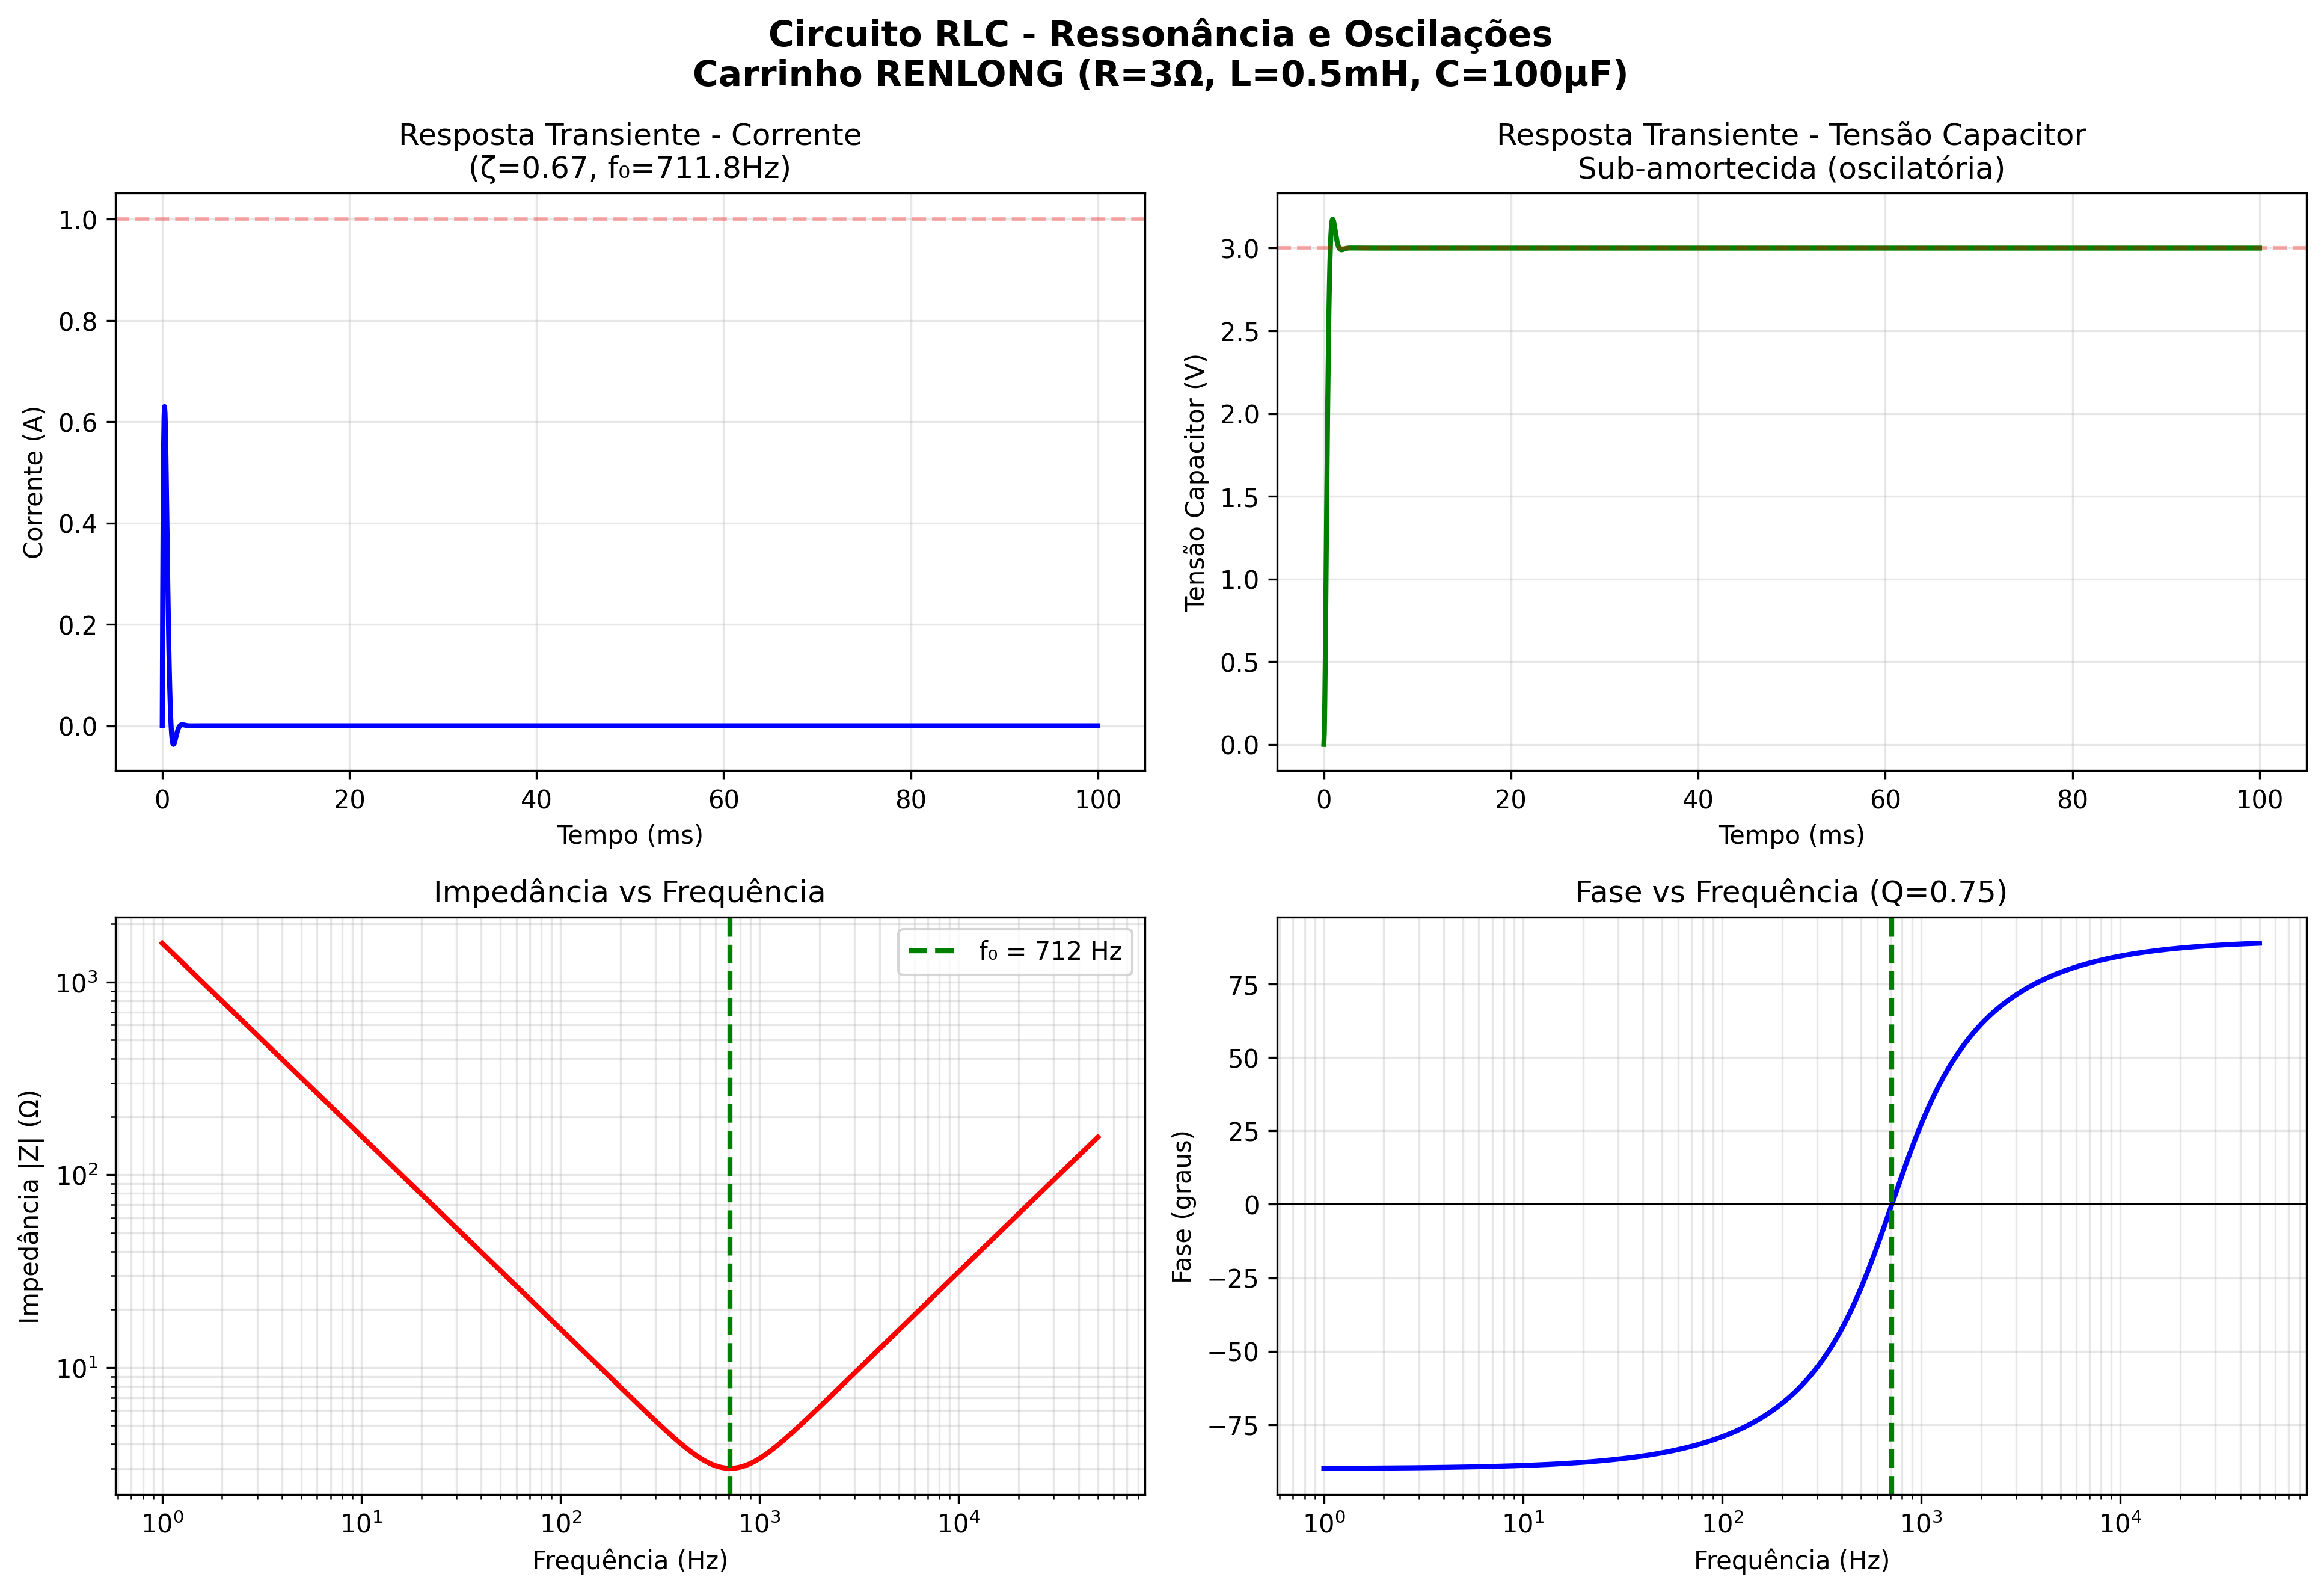 Circuito RLC - Ressonância e Oscilações
Carrinho RENLONG (R=3Ω, L=0.5mH, C=100µF)
Resposta Transiente - Corrente
(ζ=0.67, f₀=711.8Hz)
1.0
0.8
0.6
0.4
0.2
0.0
Corrente (A)
0 20 40 60 80 100
Tempo (ms)
Resposta Transiente - Tensão Capacitor
Sub-amortecida (oscilatória)
3.0
2.5
2.0
1.5
1.0
0.5
0.0
Tensão Capacitor (V)
0 20 40 60 80 100
Tempo (ms)
Impedância vs Frequência
f₀ = 712 Hz
10³
10²
10¹
Impedância |Z| (Ω)
10⁰ 10¹ 10² 10³ 10⁴
Frequência (Hz)
Fase vs Frequência (Q=0.75)
75
50
25
0
−25
−50
−75
Fase (graus)
10⁰ 10¹ 10² 10³ 10⁴
Frequência (Hz)